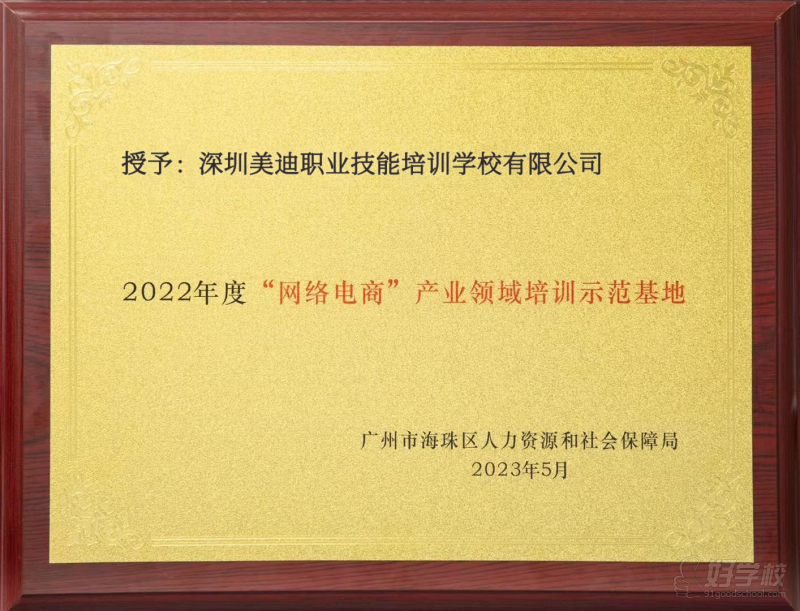 授予：深圳美迪职业技能培训学校有限公司
2022年度“网络电商”产业领域培训示范基地
广州市海珠区人力资源和社会保障局
2023年5月
好学校
91goodschool.com